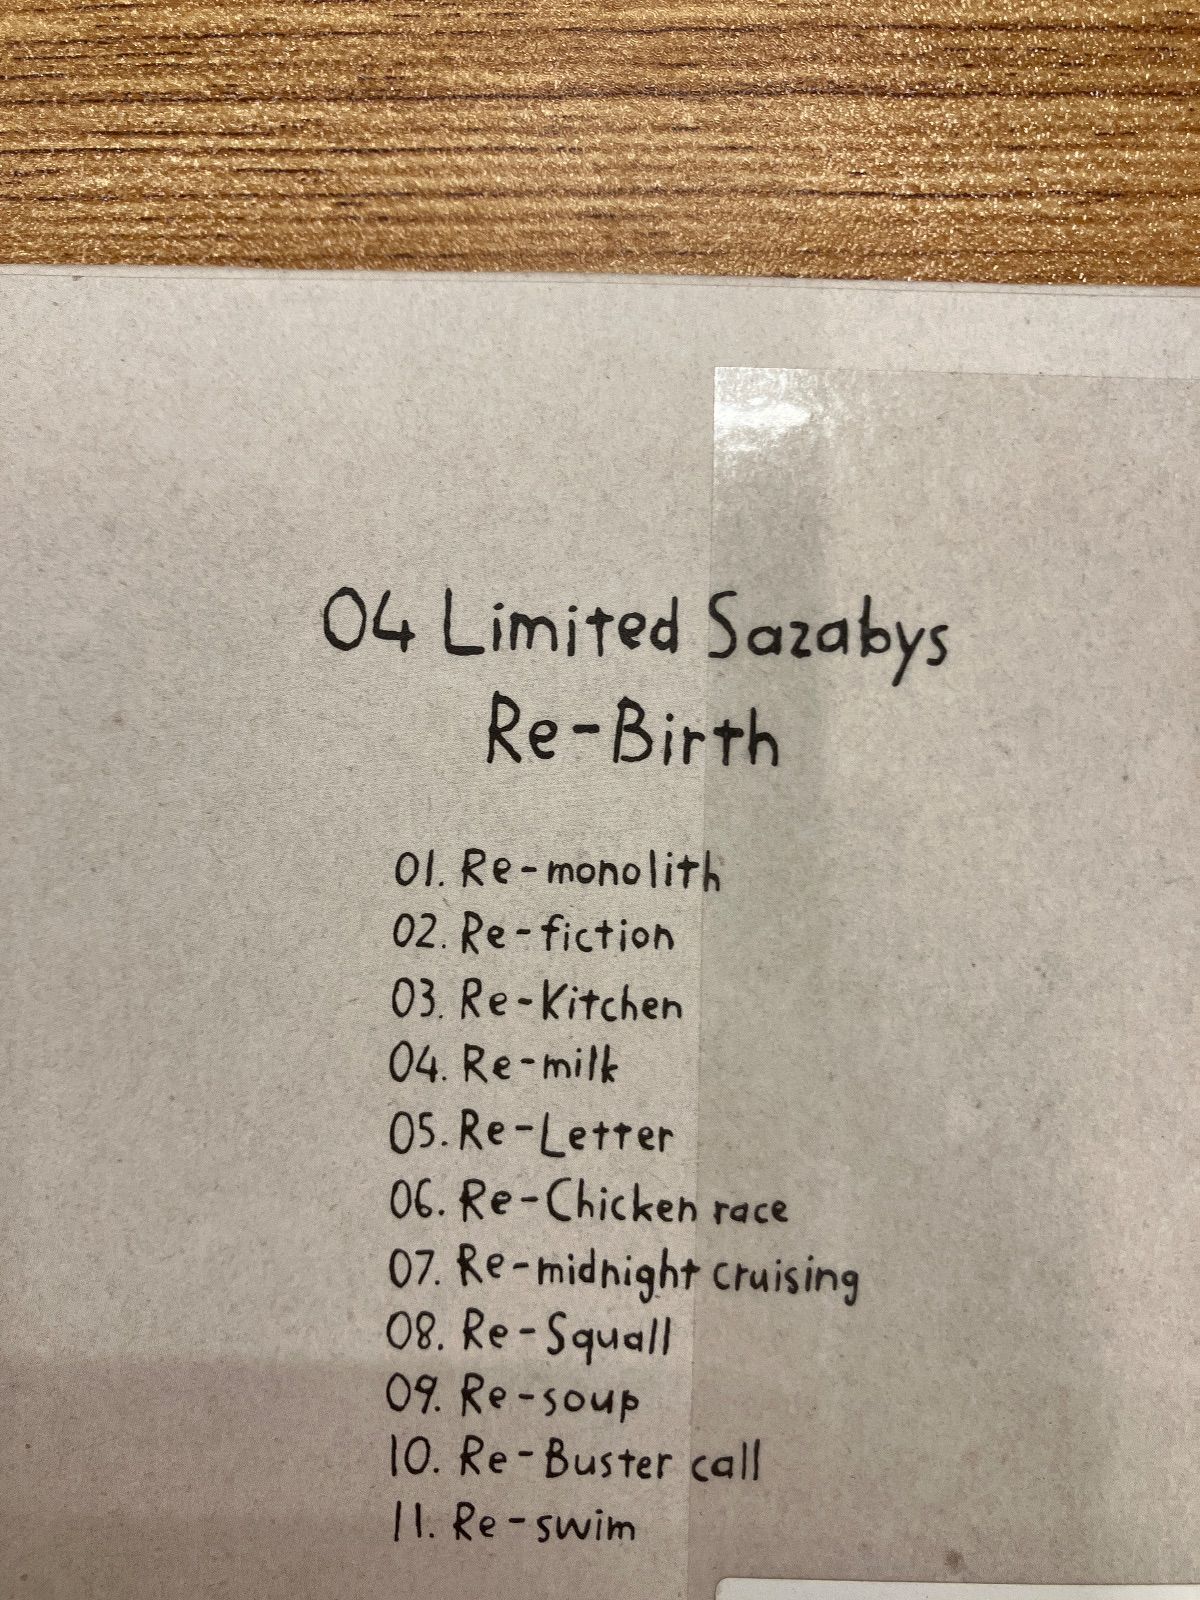 04 Limited Sazabys
Re-Birth
01. Re-monolith
02. Re-fiction
03. Re-Kitchen
04. Re-milk
05. Re-Letter
06. Re-Chicken race
07. Re-midnight cruising
08. Re-Squall
09. Re-soup
10. Re-Buster call
11. Re-swim